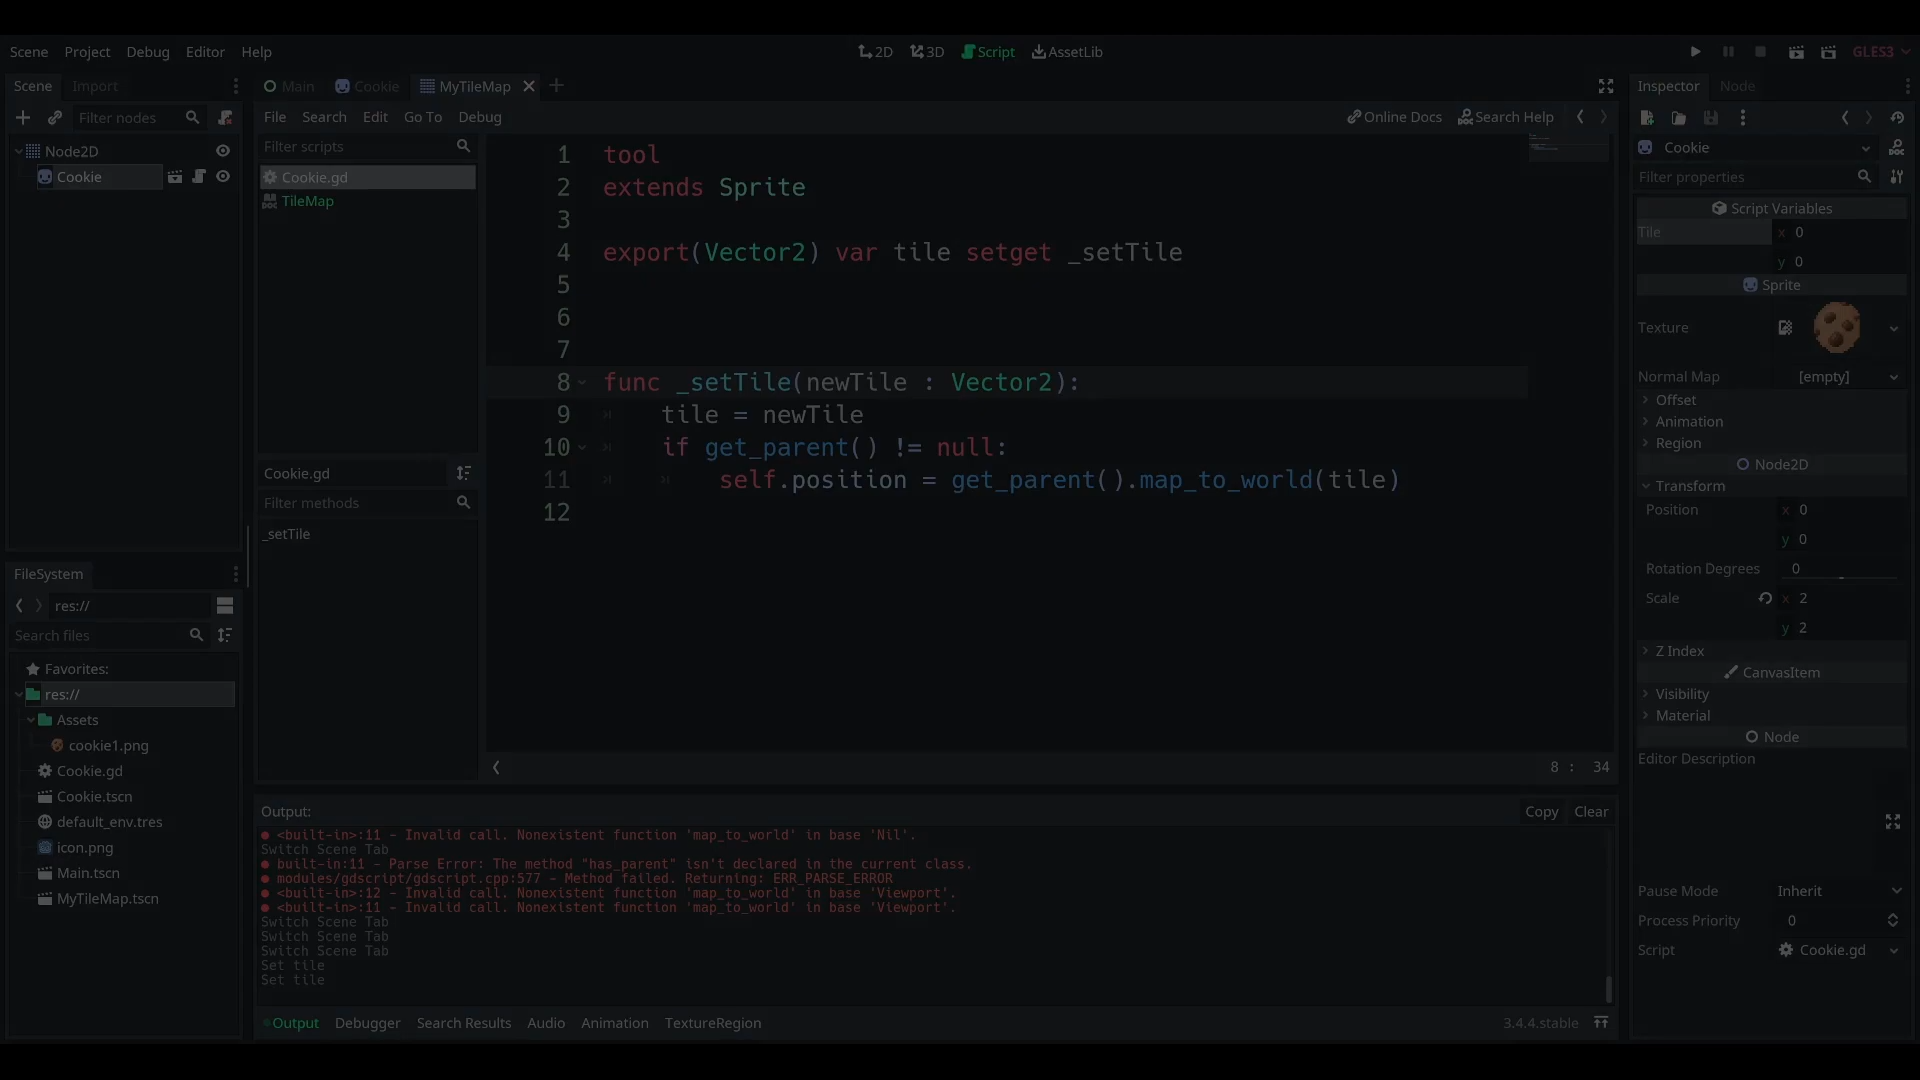 Scene Project Debug Editor Help
2D 3D Script AssetLib
GLES3
Scene Import
Main Cookie MyTileMap
Inspector Node
Filter nodes
File Search Edit Go To Debug
Online Docs Search Help
Node2D
Cookie
Filter scripts
Cookie.gd
TileMap
Cookie.gd
Filter methods
_setTile
1 tool
2 extends Sprite
3
4 export(Vector2) var tile setget _setTile
5
6
7
8 func _setTile(newTile : Vector2):
9 tile = newTile
10 if get_parent() != null:
11 self.position = get_parent().map_to_world(tile)
12
8 : 34
FileSystem
res://
Search files
Favorites:
res://
Assets
cookie1.png
Cookie.gd
Cookie.tscn
default_env.tres
icon.png
Main.tscn
MyTileMap.tscn
Output:
Copy Clear
<built-in>:11 - Invalid call. Nonexistent function 'map_to_world' in base 'Nil'.
Switch Scene Tab
built-in:11 - Parse Error: The method "has_parent" isn't declared in the current class.
modules/gdscript/gdscript.cpp:577 - Method failed. Returning: ERR_PARSE_ERROR
<built-in>:12 - Invalid call. Nonexistent function 'map_to_world' in base 'Viewport'.
<built-in>:11 - Invalid call. Nonexistent function 'map_to_world' in base 'Viewport'.
Switch Scene Tab
Switch Scene Tab
Switch Scene Tab
Set tile
Set tile
Output Debugger Search Results Audio Animation TextureRegion
3.4.4.stable
Cookie
Filter properties
Script Variables
Tile x 0
y 0
Sprite
Texture
Normal Map [empty]
Offset
Animation
Region
Node2D
Transform
Position x 0
y 0
Rotation Degrees 0
Scale x 2
y 2
Z Index
CanvasItem
Visibility
Material
Node
Editor Description
Pause Mode Inherit
Process Priority 0
Script Cookie.gd